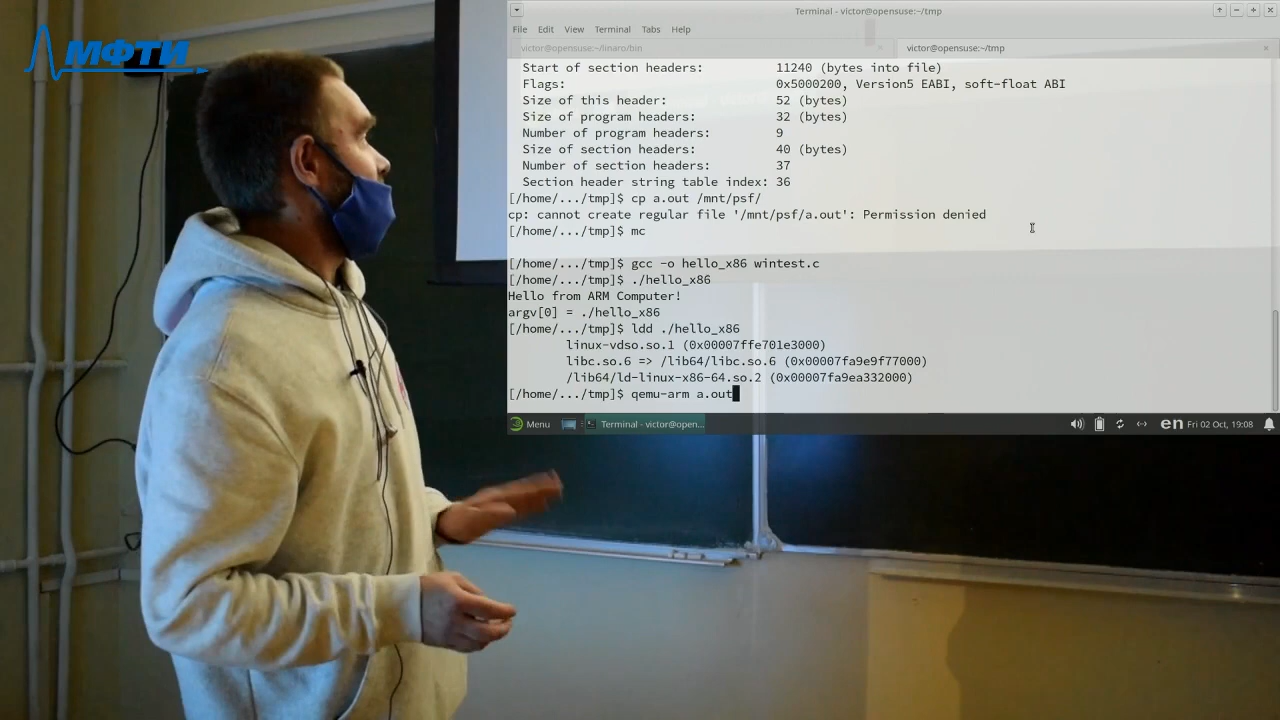 МФТИ
Terminal - victor@opensuse:~/tmp
File Edit View Terminal Tabs Help
victor@opensuse:~/linaro/bin
victor@opensuse:~/tmp
Start of section headers: 11240 (bytes into file)
Flags: 0x5000200, Version5 EABI, soft-float ABI
Size of this header: 52 (bytes)
Size of program headers: 32 (bytes)
Number of program headers: 9
Size of section headers: 40 (bytes)
Number of section headers: 37
Section header string table index: 36
[/home/.../tmp]$ cp a.out /mnt/psf/
cp: cannot create regular file '/mnt/psf/a.out': Permission denied
[/home/.../tmp]$ mc
[/home/.../tmp]$ gcc -o hello_x86 wintest.c
[/home/.../tmp]$ ./hello_x86
Hello from ARM Computer!
argv[0] = ./hello_x86
[/home/.../tmp]$ ldd ./hello_x86
linux-vdso.so.1 (0x00007ffe701e3000)
libc.so.6 => /lib64/libc.so.6 (0x00007fa9e9f77000)
/lib64/ld-linux-x86-64.so.2 (0x00007fa9ea332000)
[/home/.../tmp]$ qemu-arm a.out
Menu
Terminal - victor@open...
en Fri 02 Oct, 19:08